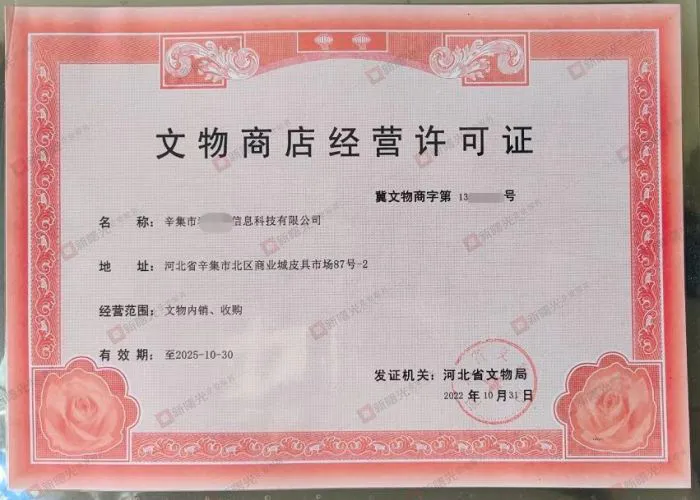 文物商店经营许可证
冀文物商字第 13 号
名 称：辛集市 信息科技有限公司
地 址：河北省辛集市北区商业城皮具市场87号-2
经营范围：文物内销、收购
有 效 期：至2025-10-30
发证机关：河北省文物局
2022 年 10 月 31 日
新曙光